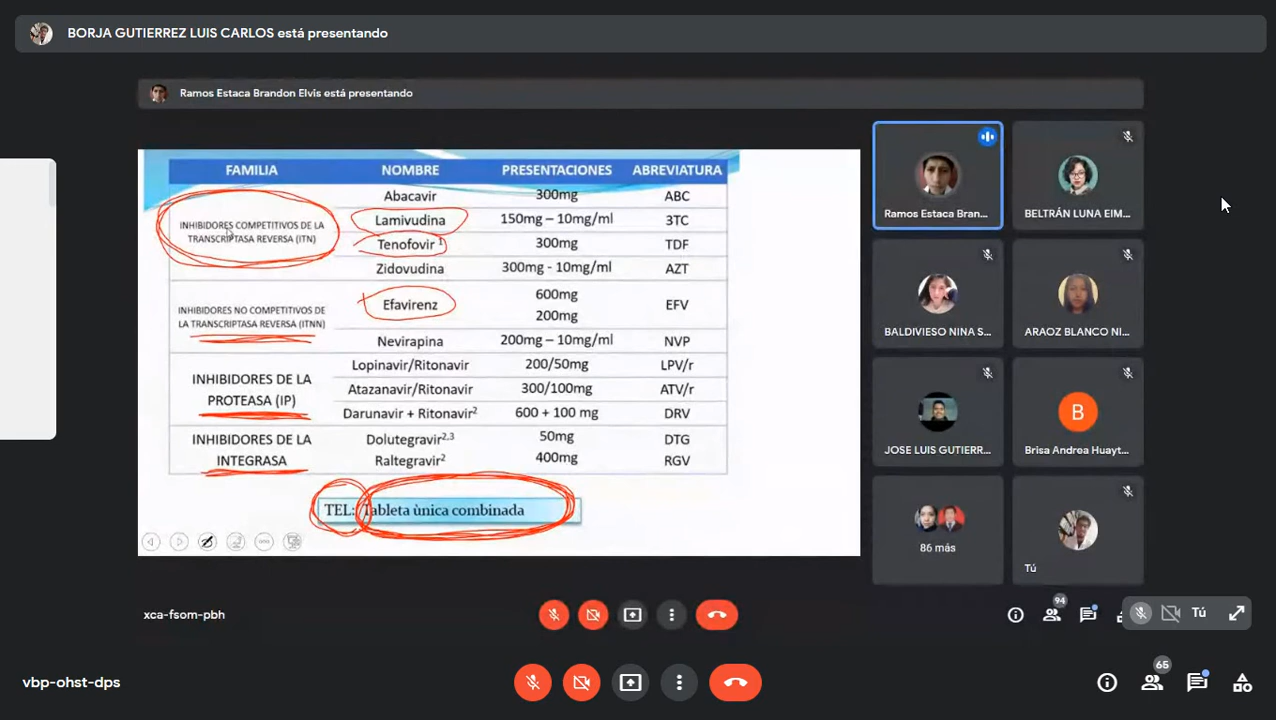 BORJA GUTIERREZ LUIS CARLOS está presentando
Ramos Estaca Brandon Elvis está presentando
FAMILIA NOMBRE PRESENTACIONES ABREVIATURA
INHIBIDORES COMPETITIVOS DE LA
TRANSCRIPTASA REVERSA (ITN)
Abacavir 300mg ABC
Lamivudina 150mg – 10mg/ml 3TC
Tenofovir 1 300mg TDF
Zidovudina 300mg - 10mg/ml AZT
INHIBIDORES NO COMPETITIVOS DE
LA TRANSCRIPTASA REVERSA (ITNN)
Efavirenz 600mg EFV
200mg
Nevirapina 200mg – 10mg/ml NVP
INHIBIDORES DE LA
PROTEASA (IP)
Lopinavir/Ritonavir 200/50mg LPV/r
Atazanavir/Ritonavir 300/100mg ATV/r
Darunavir + Ritonavir² 600 + 100 mg DRV
INHIBIDORES DE LA
INTEGRASA
Dolutegravir²,³ 50mg DTG
Raltegravir² 400mg RGV
TEL: Tableta ùnica combinada
Ramos Estaca Bran...
BELTRÁN LUNA EIM...
BALDIVIESO NINA S...
ARAOZ BLANCO NI...
JOSE LUIS GUTIERR...
B
Brisa Andrea Huayt...
86 más
Tú
xca-fsom-pbh
94
Tú
vbp-ohst-dps
65